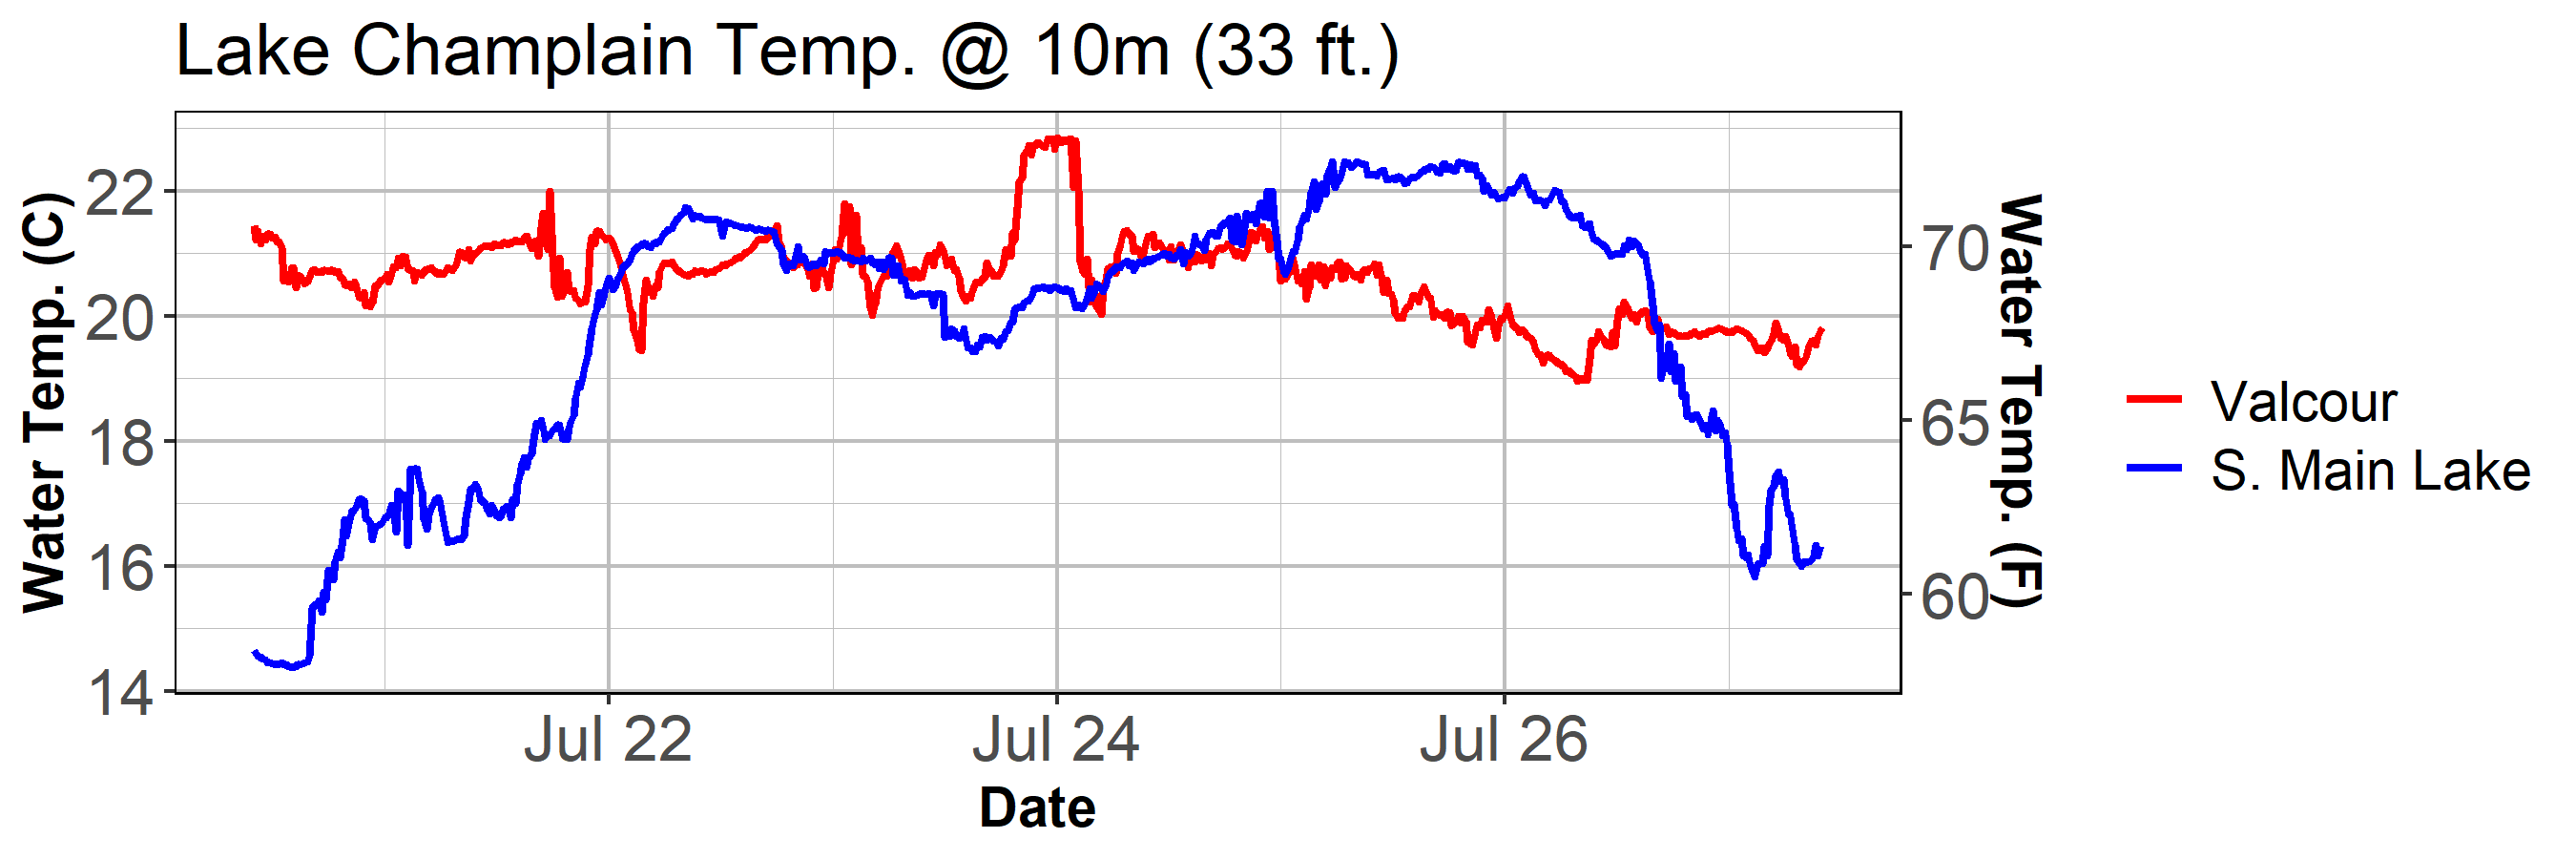 Lake Champlain Temp. @ 10m (33 ft.)
Water Temp. (C)
22
20
18
16
14
70
65
60
Water Temp. (F)
Jul 22
Jul 24
Jul 26
Date
Valcour
S. Main Lake